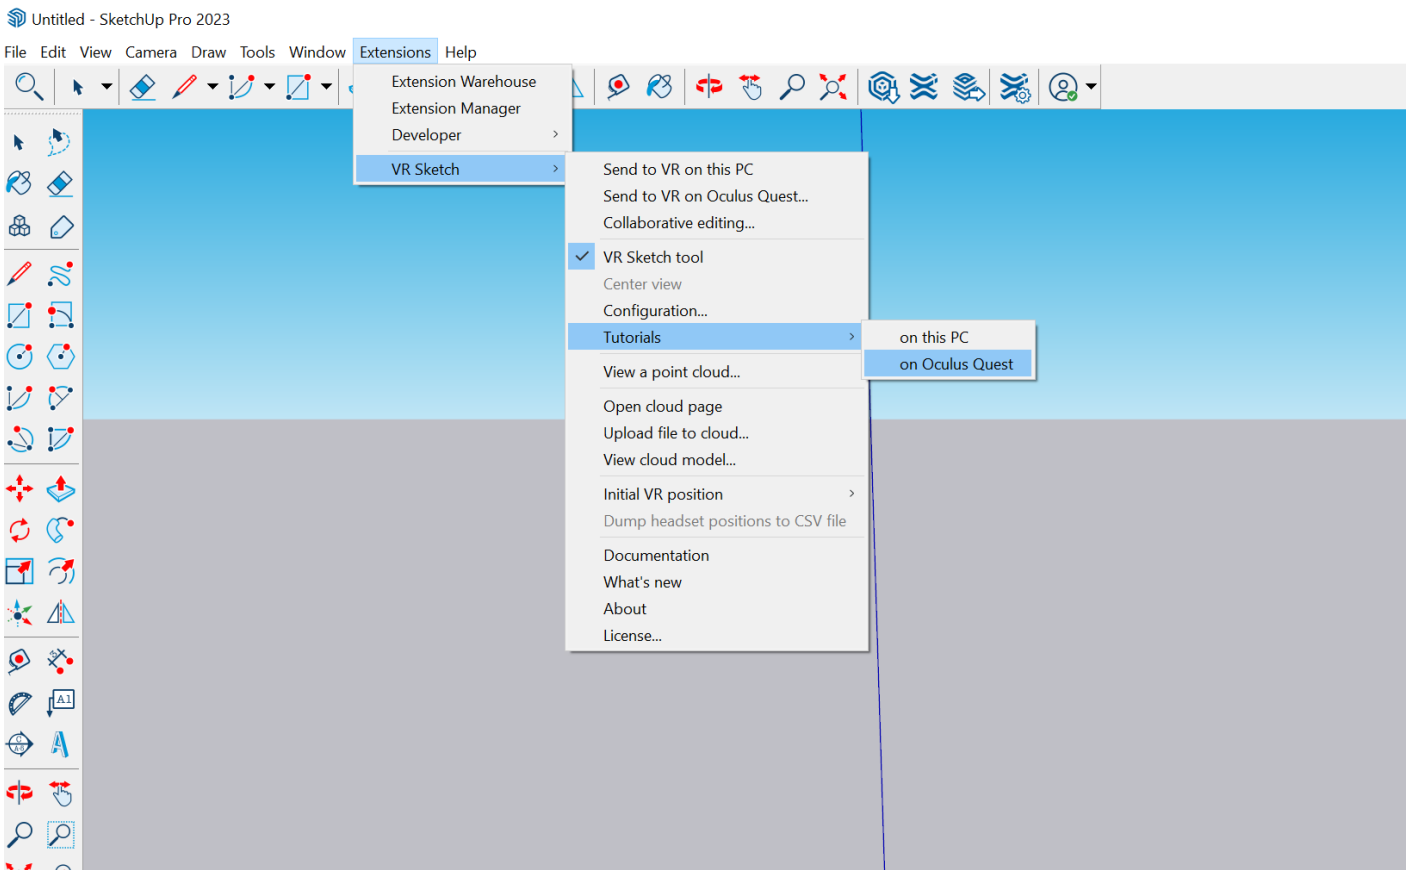 Untitled - SketchUp Pro 2023
File Edit View Camera Draw Tools Window Extensions Help
Extension Warehouse
Extension Manager
Developer
VR Sketch
Send to VR on this PC
Send to VR on Oculus Quest...
Collaborative editing...
VR Sketch tool
Center view
Configuration...
Tutorials
on this PC
on Oculus Quest
View a point cloud...
Open cloud page
Upload file to cloud...
View cloud model...
Initial VR position
Dump headset positions to CSV file
Documentation
What's new
About
License...
A1
C
A-B